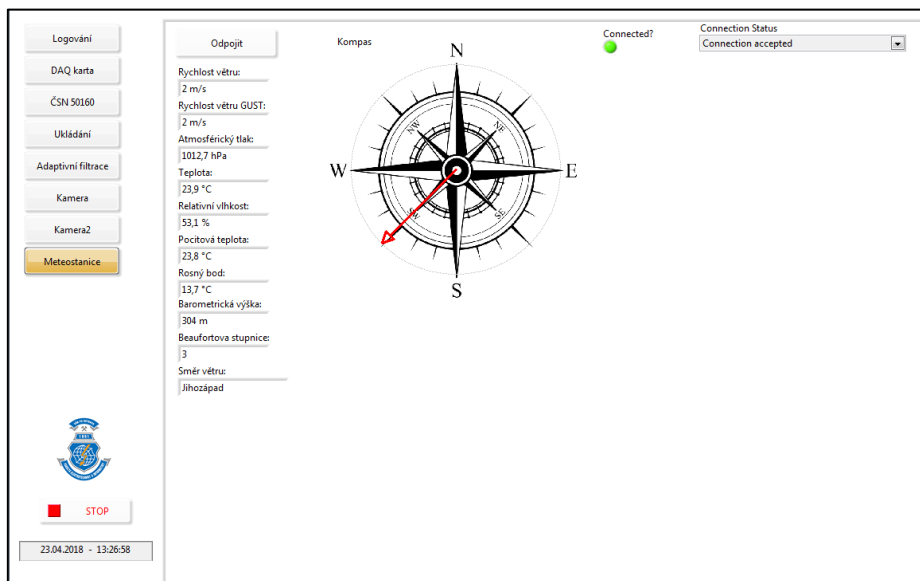 Logování
DAQ karta
ČSN 50160
Ukládání
Adaptivní filtrace
Kamera
Kamera2
Meteostanice
STOP
23.04.2018 - 13:26:58
Odpojit
Rychlost větru:
2 m/s
Rychlost větru GUST:
2 m/s
Atmosférický tlak:
1012,7 hPa
Teplota:
23,9 °C
Relativní vlhkost:
53,1 %
Pocitová teplota:
23,8 °C
Rosný bod:
13,7 °C
Barometrická výška:
304 m
Beaufortova stupnice:
3
Směr větru:
Jihozápad
Kompas
N
NW
NE
W
E
SW
SE
S
Connected?
Connection Status
Connection accepted